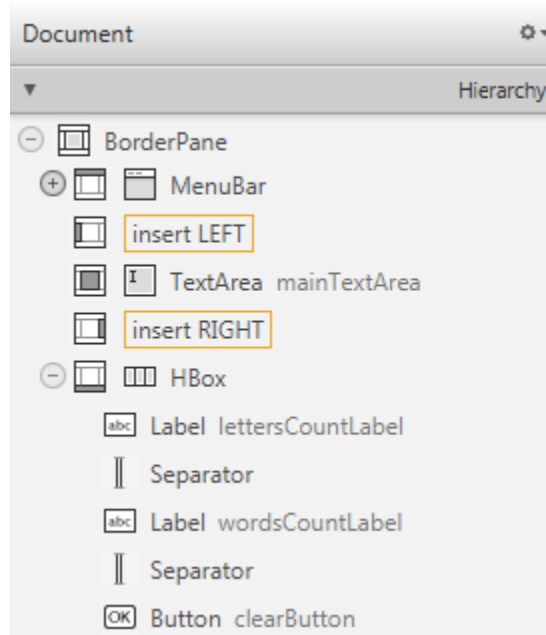 Document
Hierarchy
BorderPane
MenuBar
insert LEFT
TextArea mainTextArea
insert RIGHT
HBox
abc Label lettersCountLabel
Separator
abc Label wordsCountLabel
Separator
OK Button clearButton